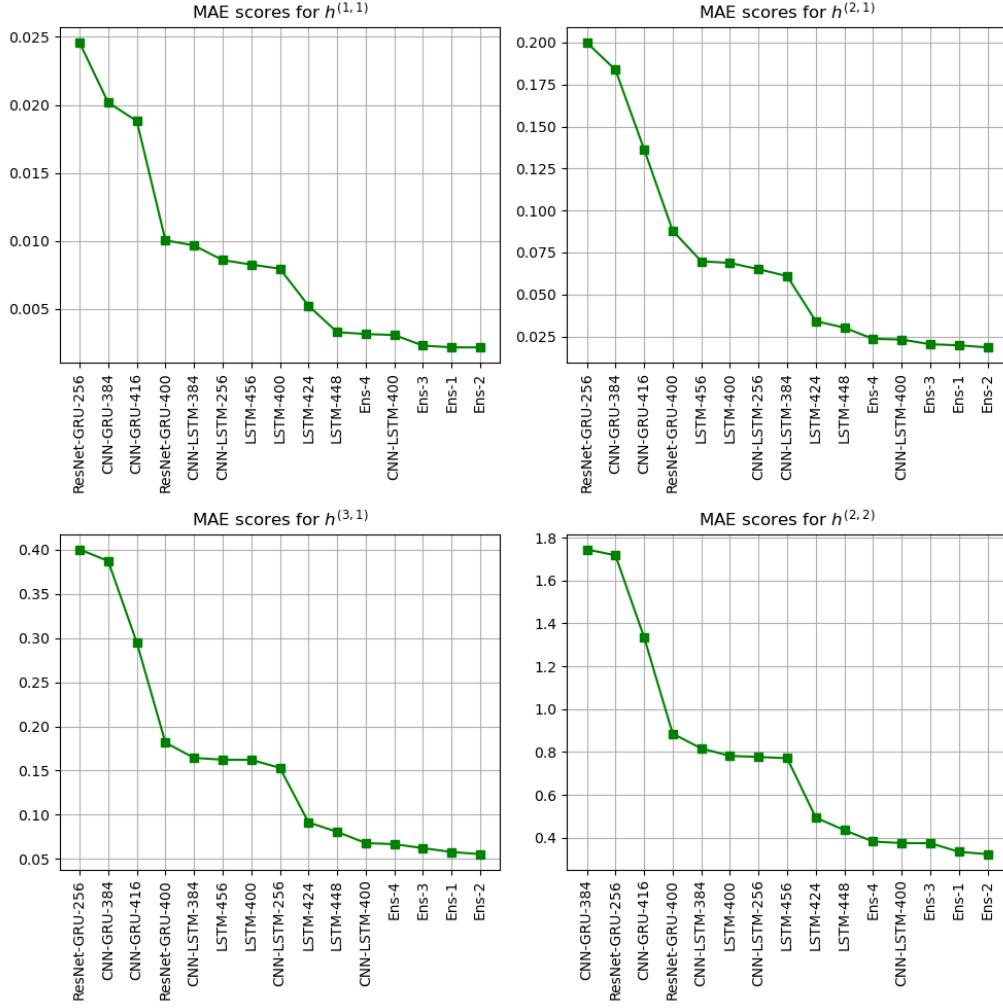 MAE scores for h^(1,1)
0.025
0.020
0.015
0.010
0.005
ResNet-GRU-256
CNN-GRU-384
CNN-GRU-416
ResNet-GRU-400
CNN-LSTM-384
CNN-LSTM-256
LSTM-456
LSTM-400
LSTM-424
LSTM-448
Ens-4
CNN-LSTM-400
Ens-3
Ens-1
Ens-2
MAE scores for h^(2,1)
0.200
0.175
0.150
0.125
0.100
0.075
0.050
0.025
ResNet-GRU-256
CNN-GRU-384
CNN-GRU-416
ResNet-GRU-400
LSTM-456
LSTM-400
CNN-LSTM-256
CNN-LSTM-384
LSTM-424
LSTM-448
Ens-4
CNN-LSTM-400
Ens-3
Ens-1
Ens-2
MAE scores for h^(3,1)
0.40
0.35
0.30
0.25
0.20
0.15
0.10
0.05
ResNet-GRU-256
CNN-GRU-384
CNN-GRU-416
ResNet-GRU-400
CNN-LSTM-384
LSTM-456
LSTM-400
CNN-LSTM-256
LSTM-424
LSTM-448
CNN-LSTM-400
Ens-4
Ens-3
Ens-1
Ens-2
MAE scores for h^(2,2)
1.8
1.6
1.4
1.2
1.0
0.8
0.6
0.4
CNN-GRU-384
ResNet-GRU-256
CNN-GRU-416
ResNet-GRU-400
CNN-LSTM-384
LSTM-400
CNN-LSTM-256
LSTM-456
LSTM-424
LSTM-448
Ens-4
CNN-LSTM-400
Ens-3
Ens-1
Ens-2